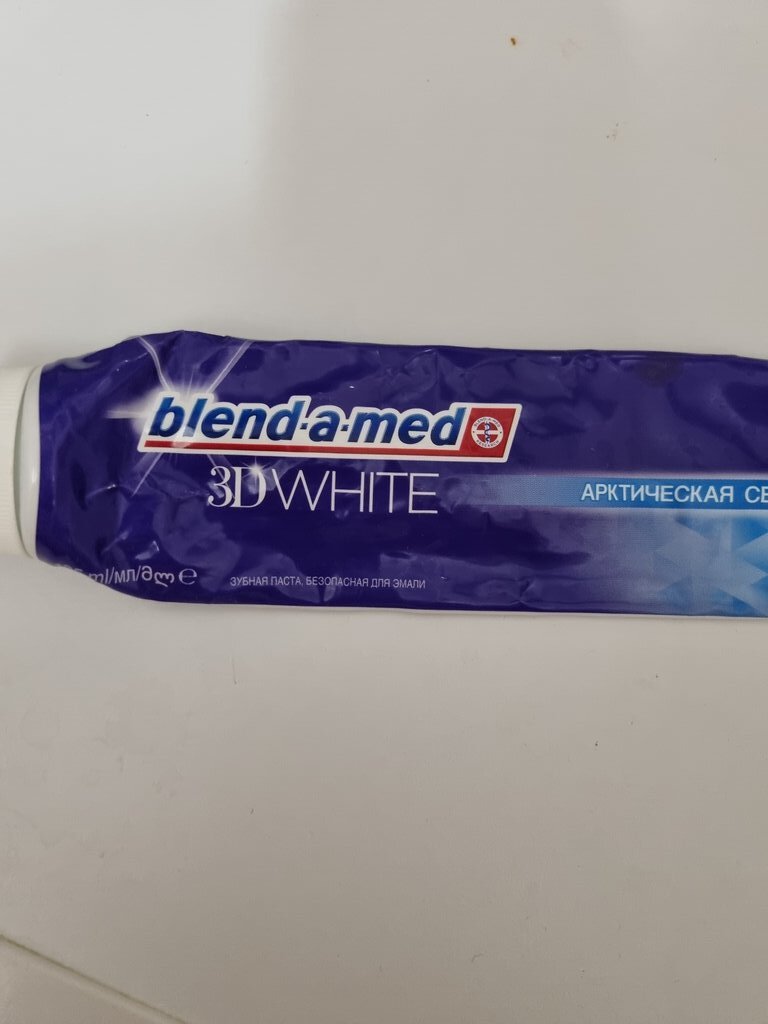 blend-a-med
3D WHITE
АРКТИЧЕСКАЯ
ml/мл/მლ ℮
ЗУБНАЯ ПАСТА, БЕЗОПАСНАЯ ДЛЯ ЭМАЛИ